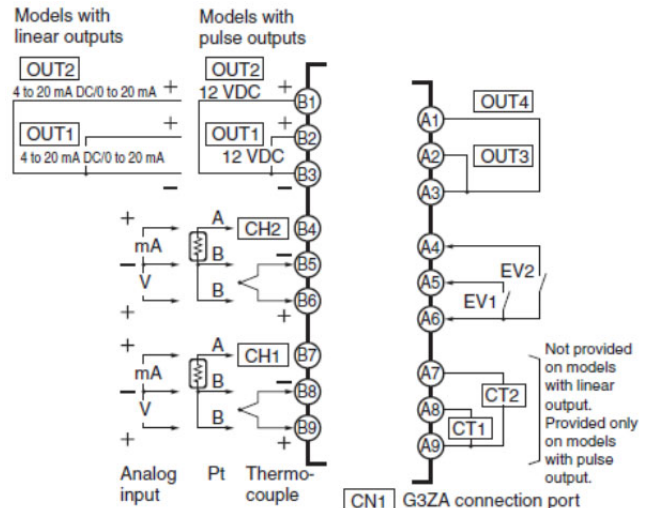 Models with
linear outputs
Models with
pulse outputs
OUT2
4 to 20 mA DC/0 to 20 mA
+
OUT1
+
4 to 20 mA DC/0 to 20 mA
−
OUT2
+
12 VDC
B1
OUT1
+
B2
12 VDC
B3
−
+
mA
−
V
+
A
B
B
CH2
B4
−
B5
B6
+
+
mA
−
V
+
A
B
B
CH1
B7
−
B8
B9
+
Analog
input
Pt
Thermo-
couple
A1
OUT4
A2
OUT3
A3
A4
A5
EV2
EV1
A6
A7
CT2
A8
CT1
A9
Not provided
on models
with linear
output.
Provided only
on models
with pulse
output.
CN1 G3ZA connection port